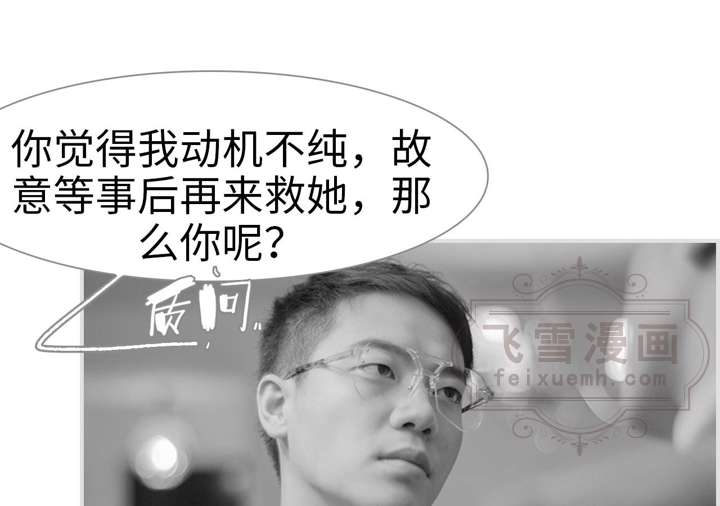 你觉得我动机不纯，故
意等事后再来救她，那
么你呢？
质问
飞雪漫画
feixuemh.com